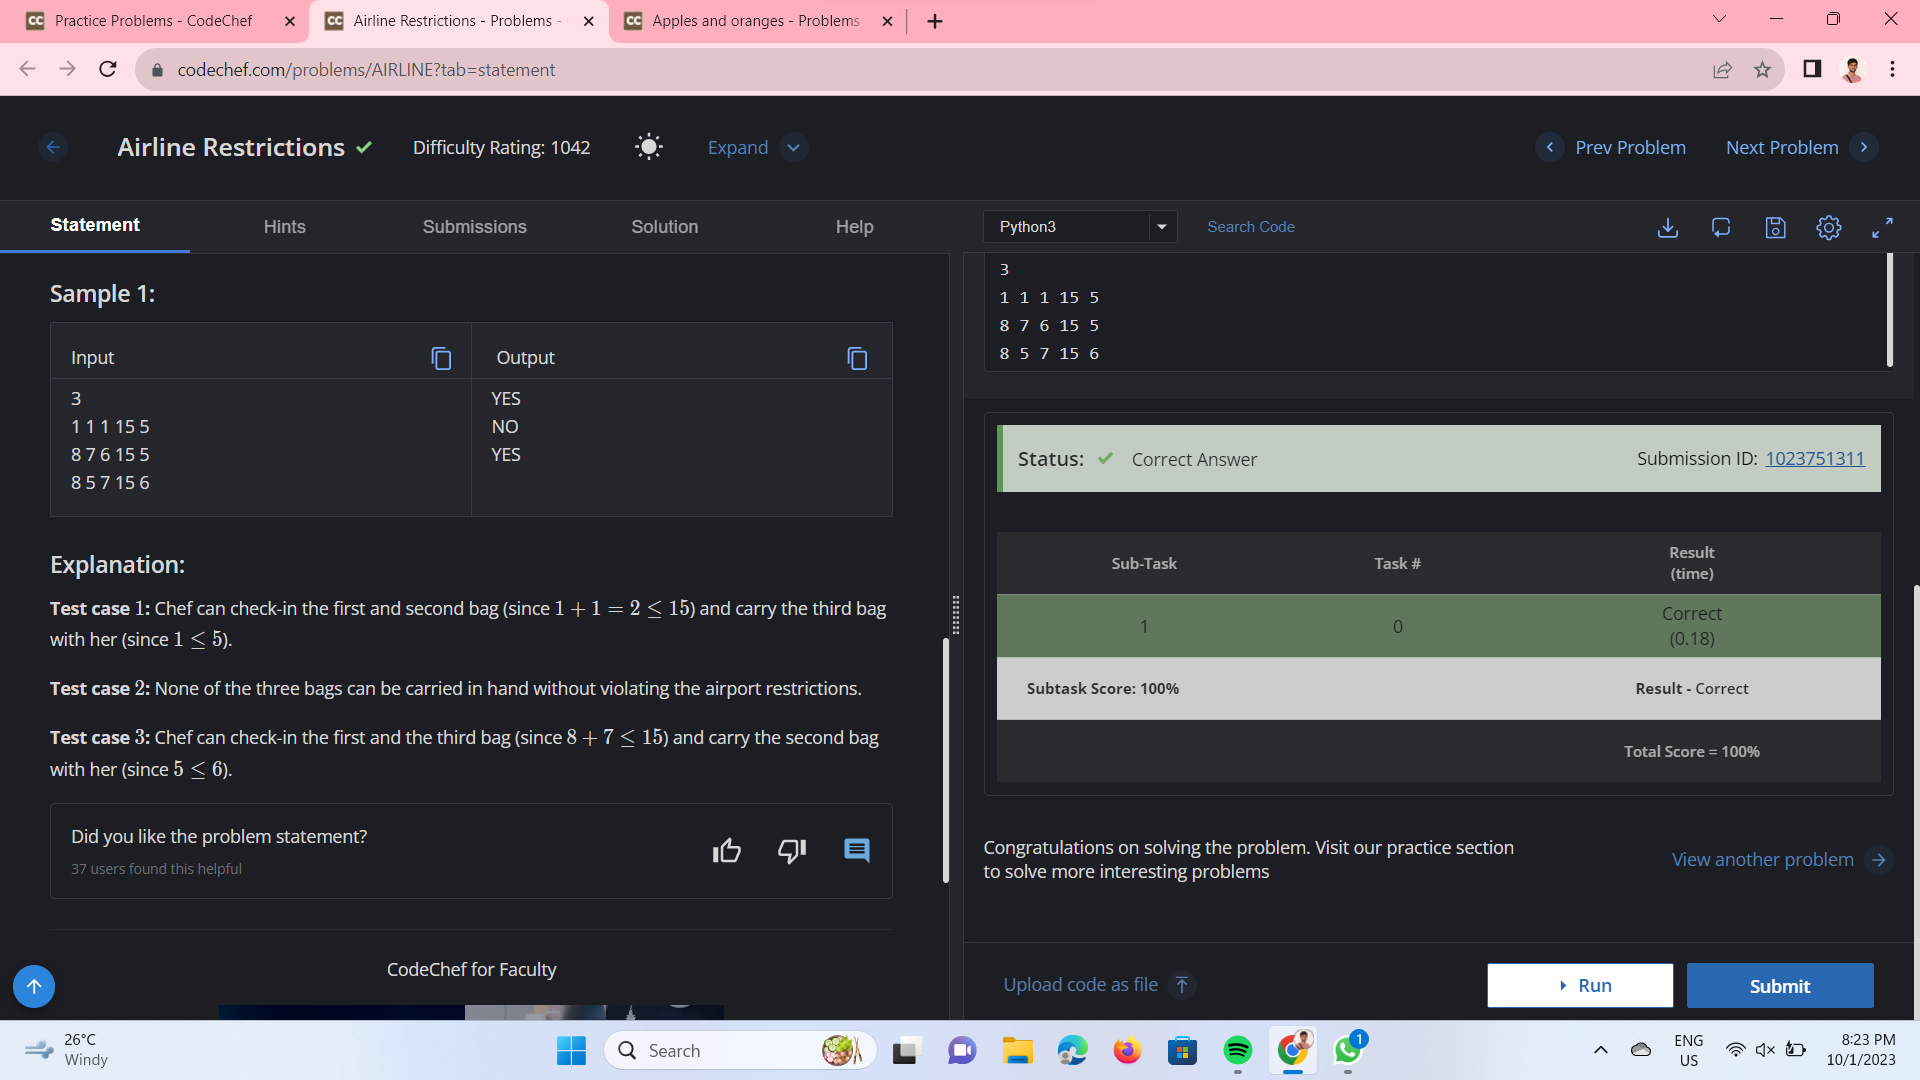 Practice Problems - CodeChef
Airline Restrictions - Problems -
Apples and oranges - Problems
codechef.com/problems/AIRLINE?tab=statement
Airline Restrictions
Difficulty Rating: 1042
Expand
Prev Problem
Next Problem
Statement
Hints
Submissions
Solution
Help
Python3
Search Code
Sample 1:
Input
Output
3
1 1 1 15 5
8 7 6 15 5
8 5 7 15 6
YES
NO
YES
Explanation:
Test case 1: Chef can check-in the first and second bag (since 1 + 1 = 2 ≤ 15) and carry the third bag
with her (since 1 ≤ 5).
Test case 2: None of the three bags can be carried in hand without violating the airport restrictions.
Test case 3: Chef can check-in the first and the third bag (since 8 + 7 ≤ 15) and carry the second bag
with her (since 5 ≤ 6).
Did you like the problem statement?
37 users found this helpful
CodeChef for Faculty
3
1 1 1 15 5
8 7 6 15 5
8 5 7 15 6
Status: Correct Answer
Submission ID: 1023751311
Sub-Task
Task #
Result
(time)
1
0
Correct
(0.18)
Subtask Score: 100%
Result - Correct
Total Score = 100%
Congratulations on solving the problem. Visit our practice section
to solve more interesting problems
View another problem
Upload code as file
Run
Submit
26°C
Windy
Search
1
ENG
US
8:23 PM
10/1/2023